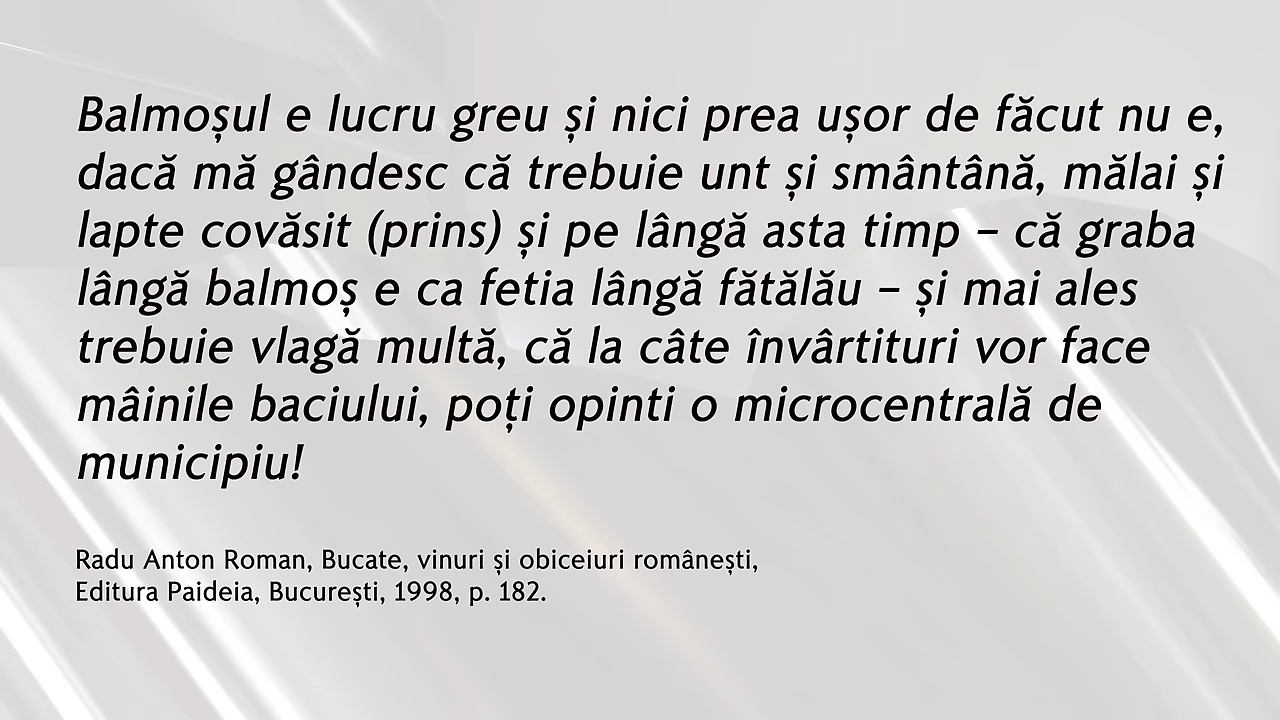 Balmoșul e lucru greu și nici prea ușor de făcut nu e,
dacă mă gândesc că trebuie unt și smântână, mălai și
lapte covăsit (prins) și pe lângă asta timp – că graba
lângă balmoș e ca fetia lângă fătălău – și mai ales
trebuie vlagă multă, că la câte învârtituri vor face
mâinile baciului, poți opinti o microcentrală de
municipiu!
Radu Anton Roman, Bucate, vinuri și obiceiuri românești,
Editura Paideia, București, 1998, p. 182.